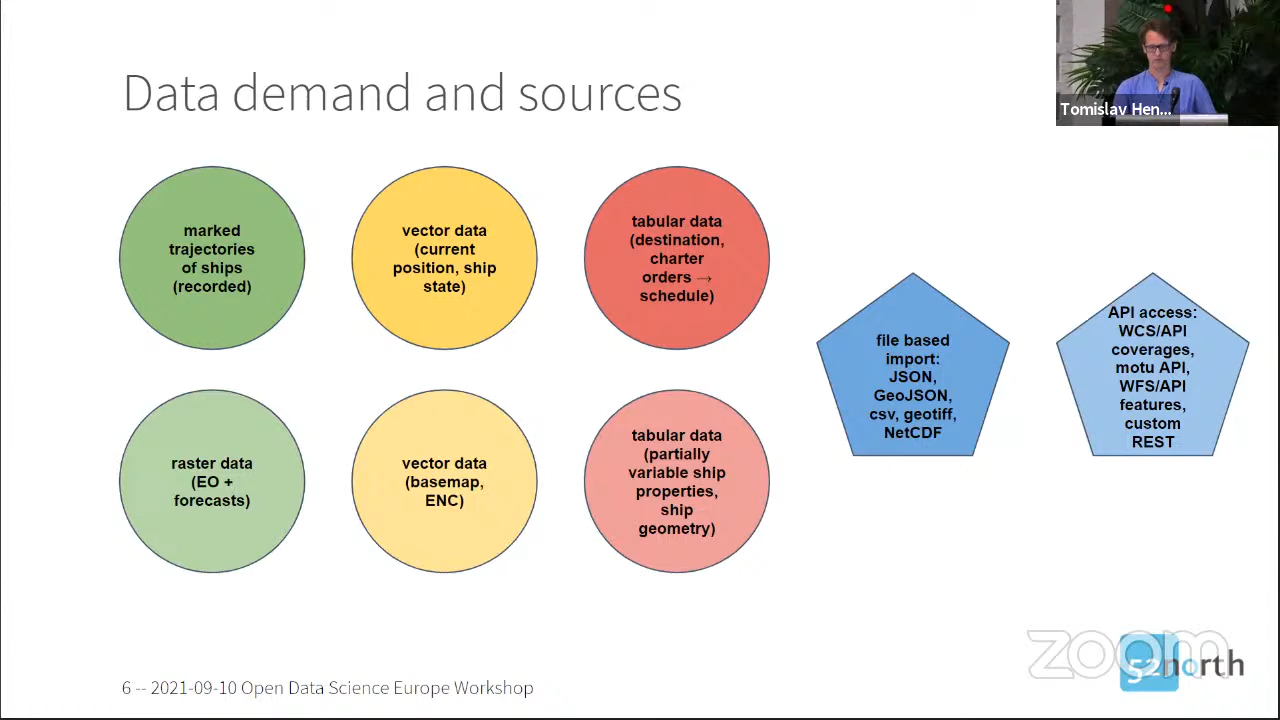 Data demand and sources
Tomislav Hen...
marked
trajectories
of ships
(recorded)
vector data
(current
position, ship
state)
tabular data
(destination,
charter
orders →
schedule)
raster data
(EO +
forecasts)
vector data
(basemap,
ENC)
tabular data
(partially
variable ship
properties,
ship
geometry)
file based
import:
JSON,
GeoJSON,
csv, geotiff,
NetCDF
API access:
WCS/API
coverages,
motu API,
WFS/API
features,
custom
REST
6 -- 2021-09-10 Open Data Science Europe Workshop
zoom
52north